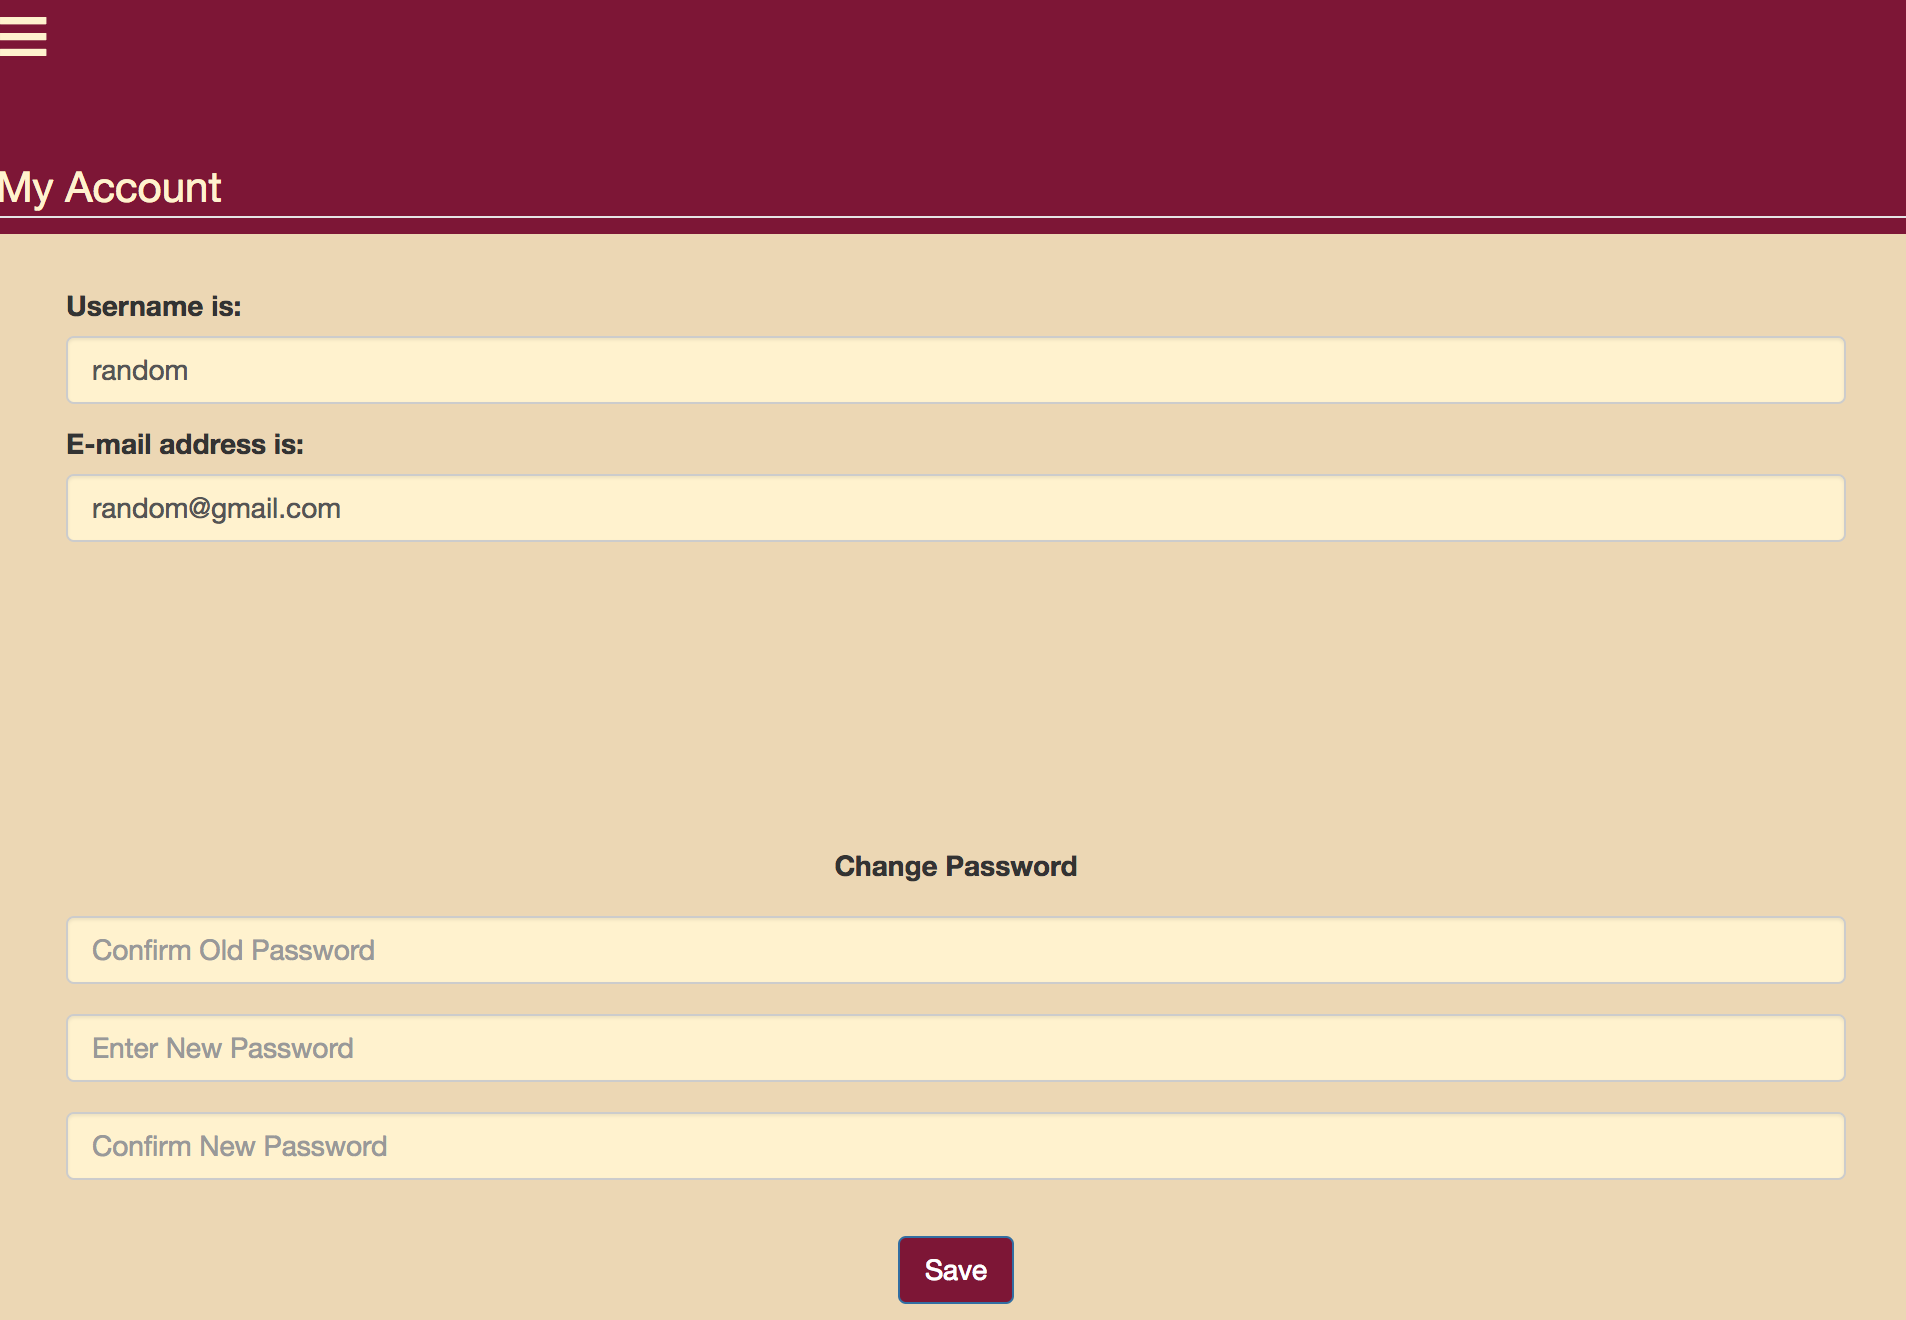 My Account
Username is:
random
E-mail address is:
random@gmail.com
Change Password
Confirm Old Password
Enter New Password
Confirm New Password
Save